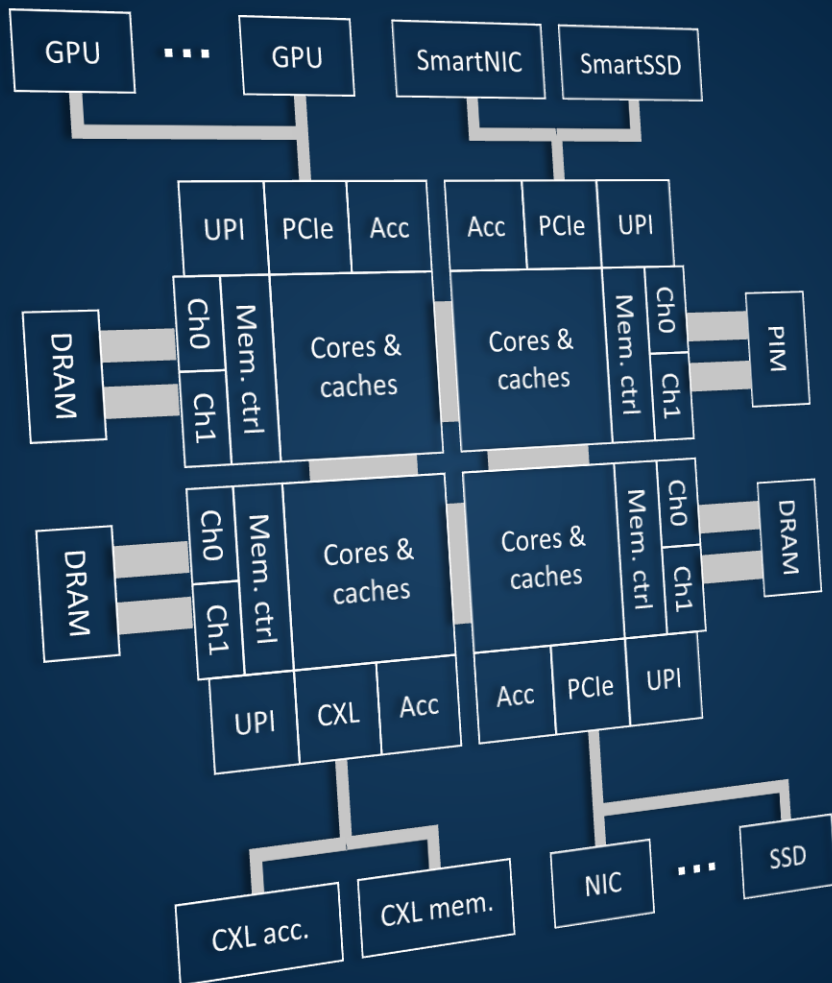 GPU
...
GPU
SmartNIC
SmartSSD
UPI
PCIe
Acc
Acc
PCIe
UPI
DRAM
Ch0
Ch1
Mem. ctrl
Cores &
caches
Cores &
caches
Mem. ctrl
Ch0
Ch1
PIM
DRAM
Ch0
Ch1
Mem. ctrl
Cores &
caches
Cores &
caches
Mem. ctrl
Ch0
Ch1
DRAM
UPI
CXL
Acc
Acc
PCIe
UPI
CXL acc.
CXL mem.
NIC
...
SSD